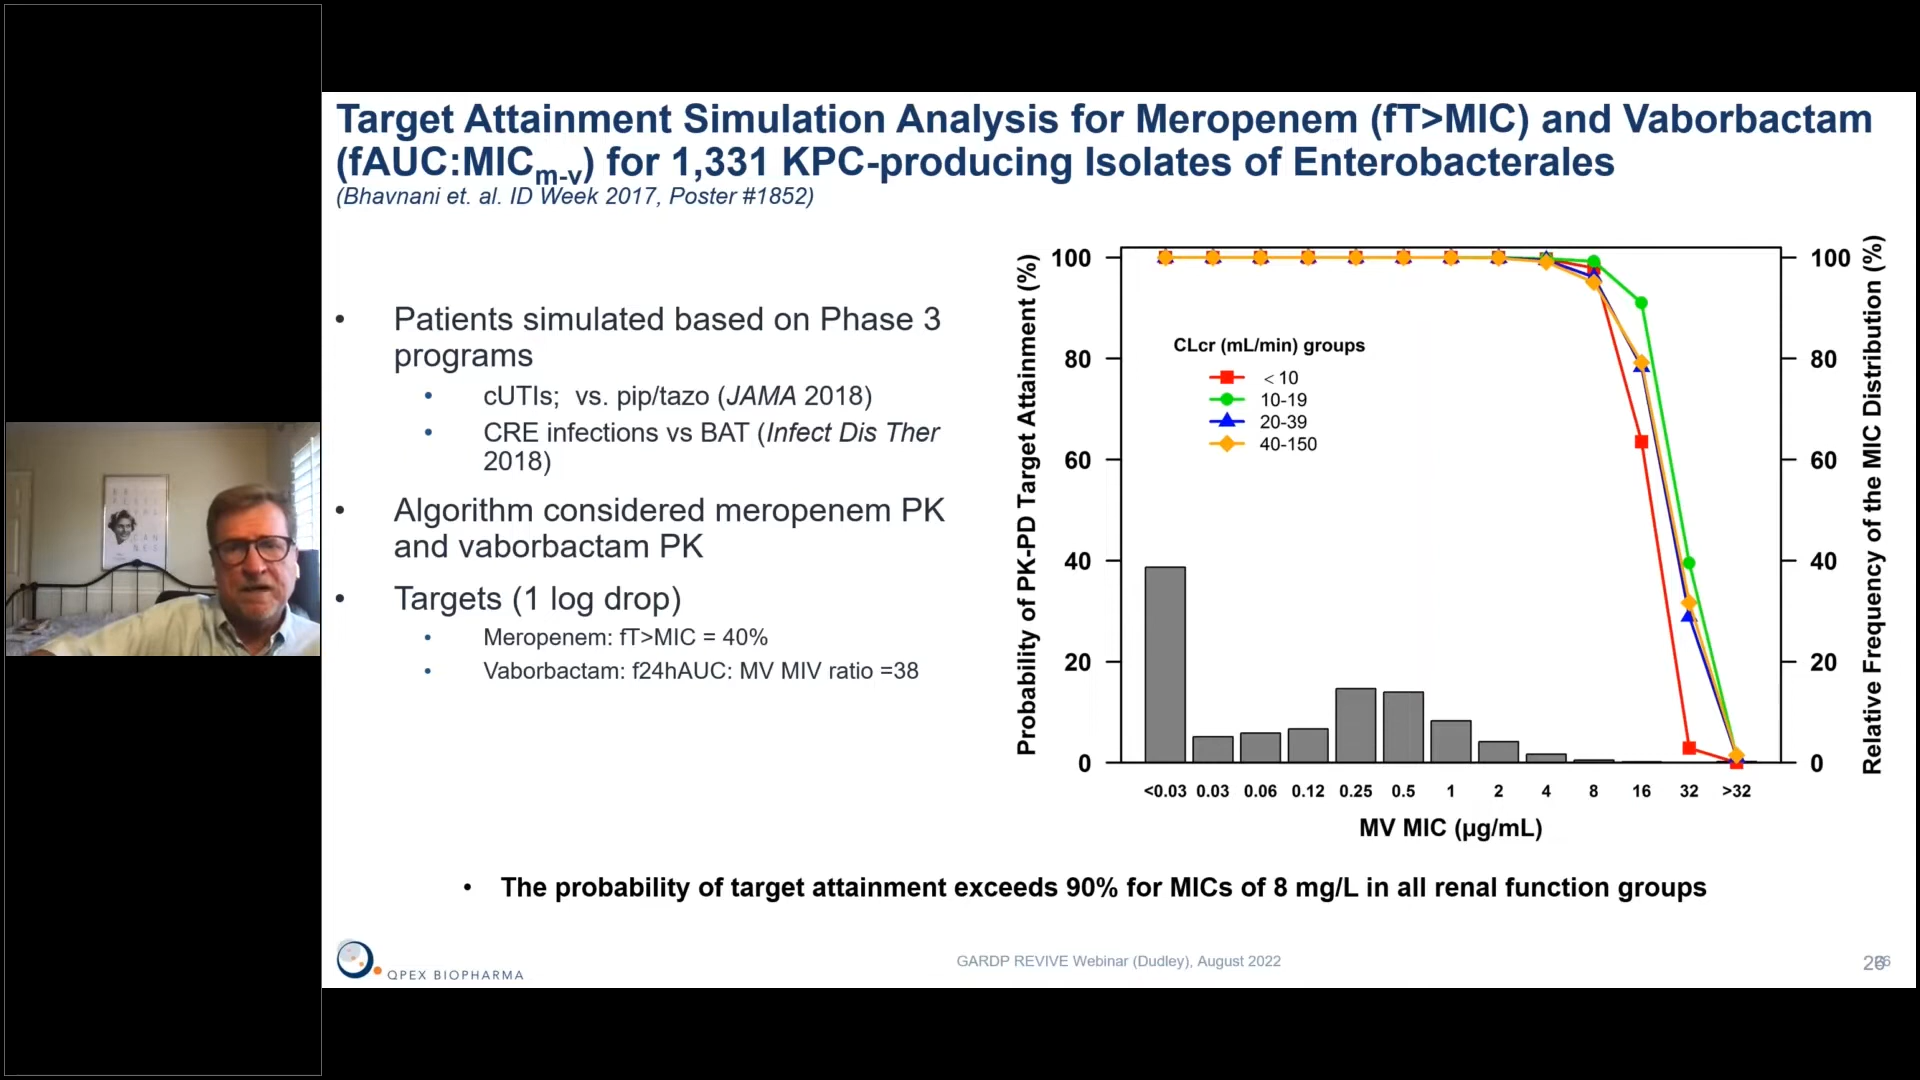 Target Attainment Simulation Analysis for Meropenem (fT>MIC) and Vaborbactam
(fAUC:MICm-v) for 1,331 KPC-producing Isolates of Enterobacterales
(Bhavnani et. al. ID Week 2017, Poster #1852)
• Patients simulated based on Phase 3
programs
• cUTIs; vs. pip/tazo (JAMA 2018)
• CRE infections vs BAT (Infect Dis Ther
2018)
• Algorithm considered meropenem PK
and vaborbactam PK
• Targets (1 log drop)
• Meropenem: fT>MIC = 40%
• Vaborbactam: f24hAUC: MV MIV ratio =38
Probability of PK-PD Target Attainment (%)
100
80
60
40
20
0
CLcr (mL/min) groups
< 10
10-19
20-39
40-150
100
80
60
40
20
0
Relative Frequency of the MIC Distribution (%)
<0.03 0.03 0.06 0.12 0.25 0.5 1 2 4 8 16 32 >32
MV MIC (µg/mL)
• The probability of target attainment exceeds 90% for MICs of 8 mg/L in all renal function groups
QPEX BIOPHARMA
GARDP REVIVE Webinar (Dudley), August 2022